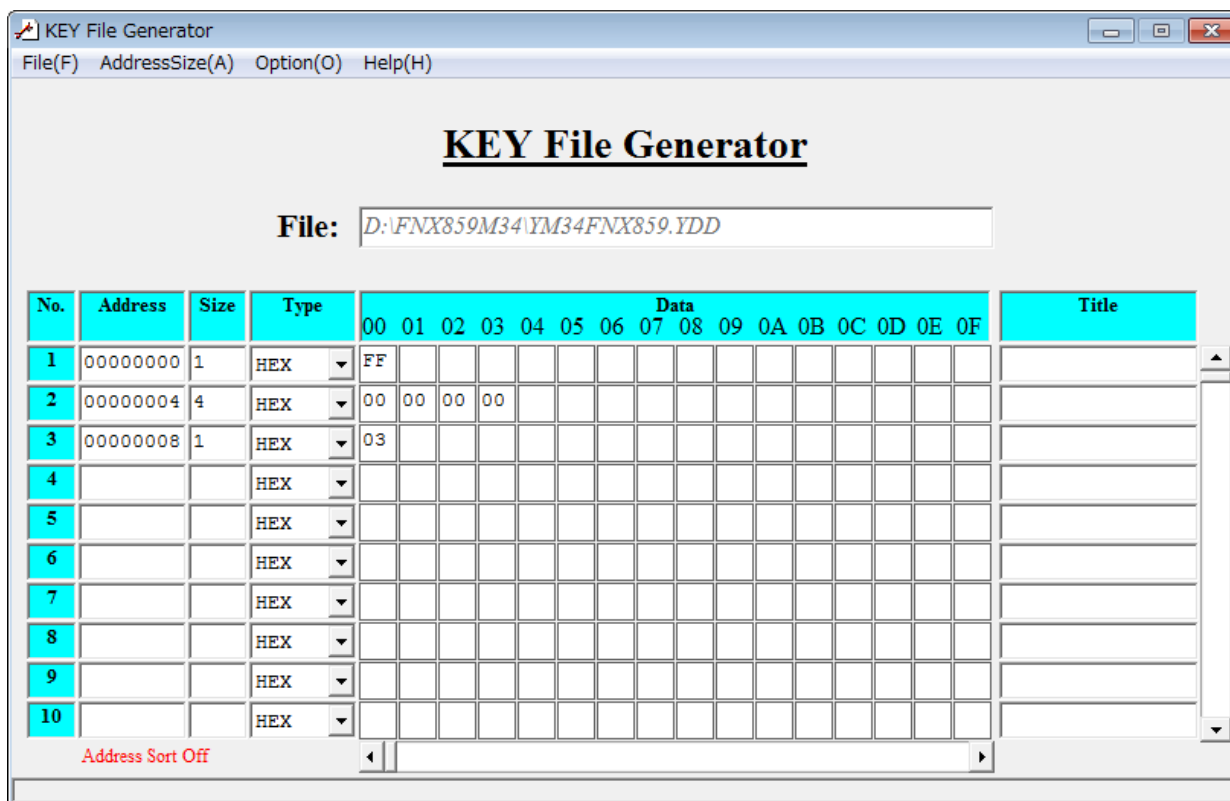 KEY File Generator
File(F) AddressSize(A) Option(O) Help(H)
KEY File Generator
File: D:\FNX859M34\YM34FNX859.YDD
No. Address Size Type Data Title
00 01 02 03 04 05 06 07 08 09 0A 0B 0C 0D 0E 0F
1 00000000 1 HEX FF
2 00000004 4 HEX 00 00 00 00
3 00000008 1 HEX 03
4 HEX
5 HEX
6 HEX
7 HEX
8 HEX
9 HEX
10 HEX
Address Sort Off